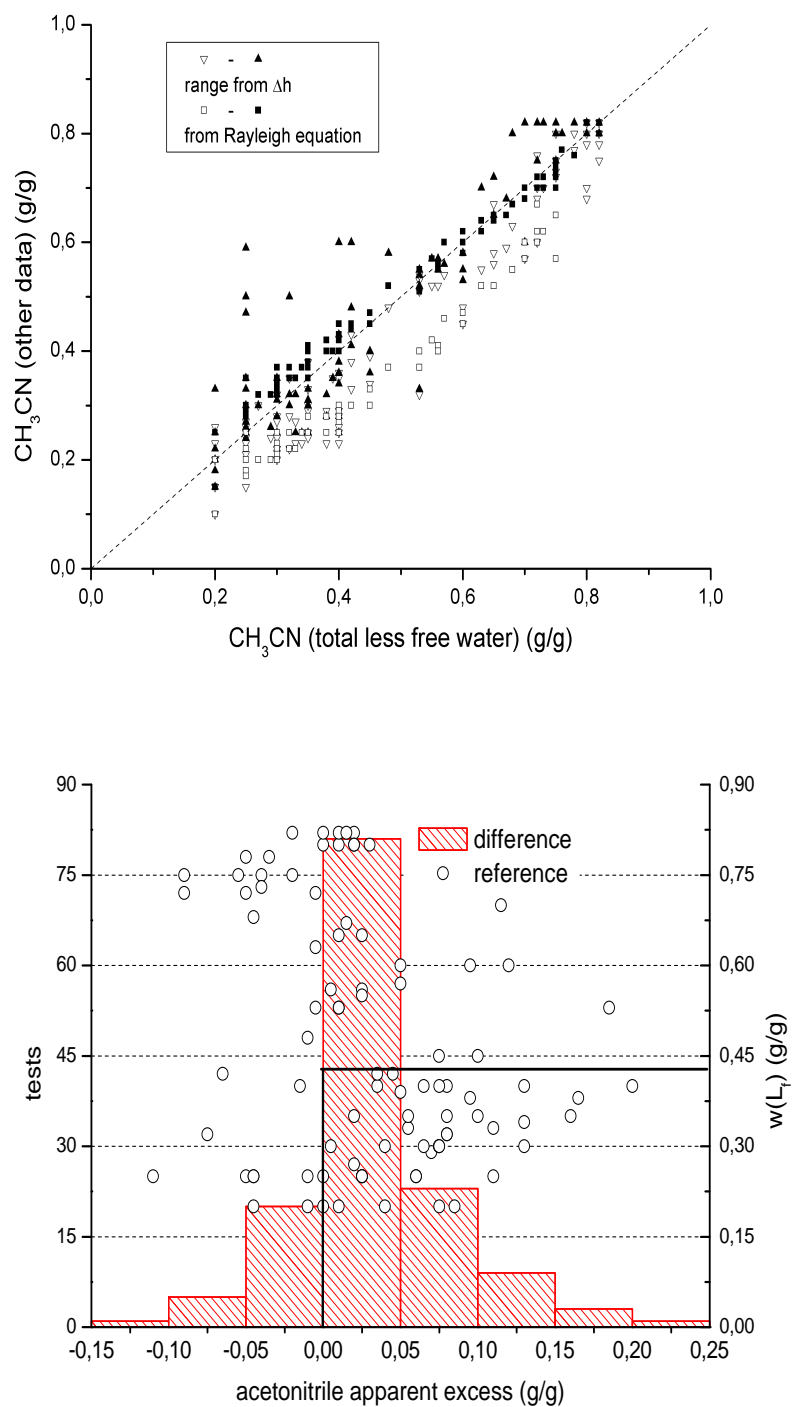 1,0
0,8
0,6
0,4
0,2
0,0
CH3CN (other data) (g/g)
▽ - ▲
range from Δh
□ - ■
from Rayleigh equation
0,0 0,2 0,4 0,6 0,8 1,0
CH3CN (total less free water) (g/g)
90
75
60
45
30
15
0
tests
difference
reference
0,90
0,75
0,60
0,45
0,30
0,15
0,00
w(Lf) (g/g)
-0,15 -0,10 -0,05 0,00 0,05 0,10 0,15 0,20 0,25
acetonitrile apparent excess (g/g)